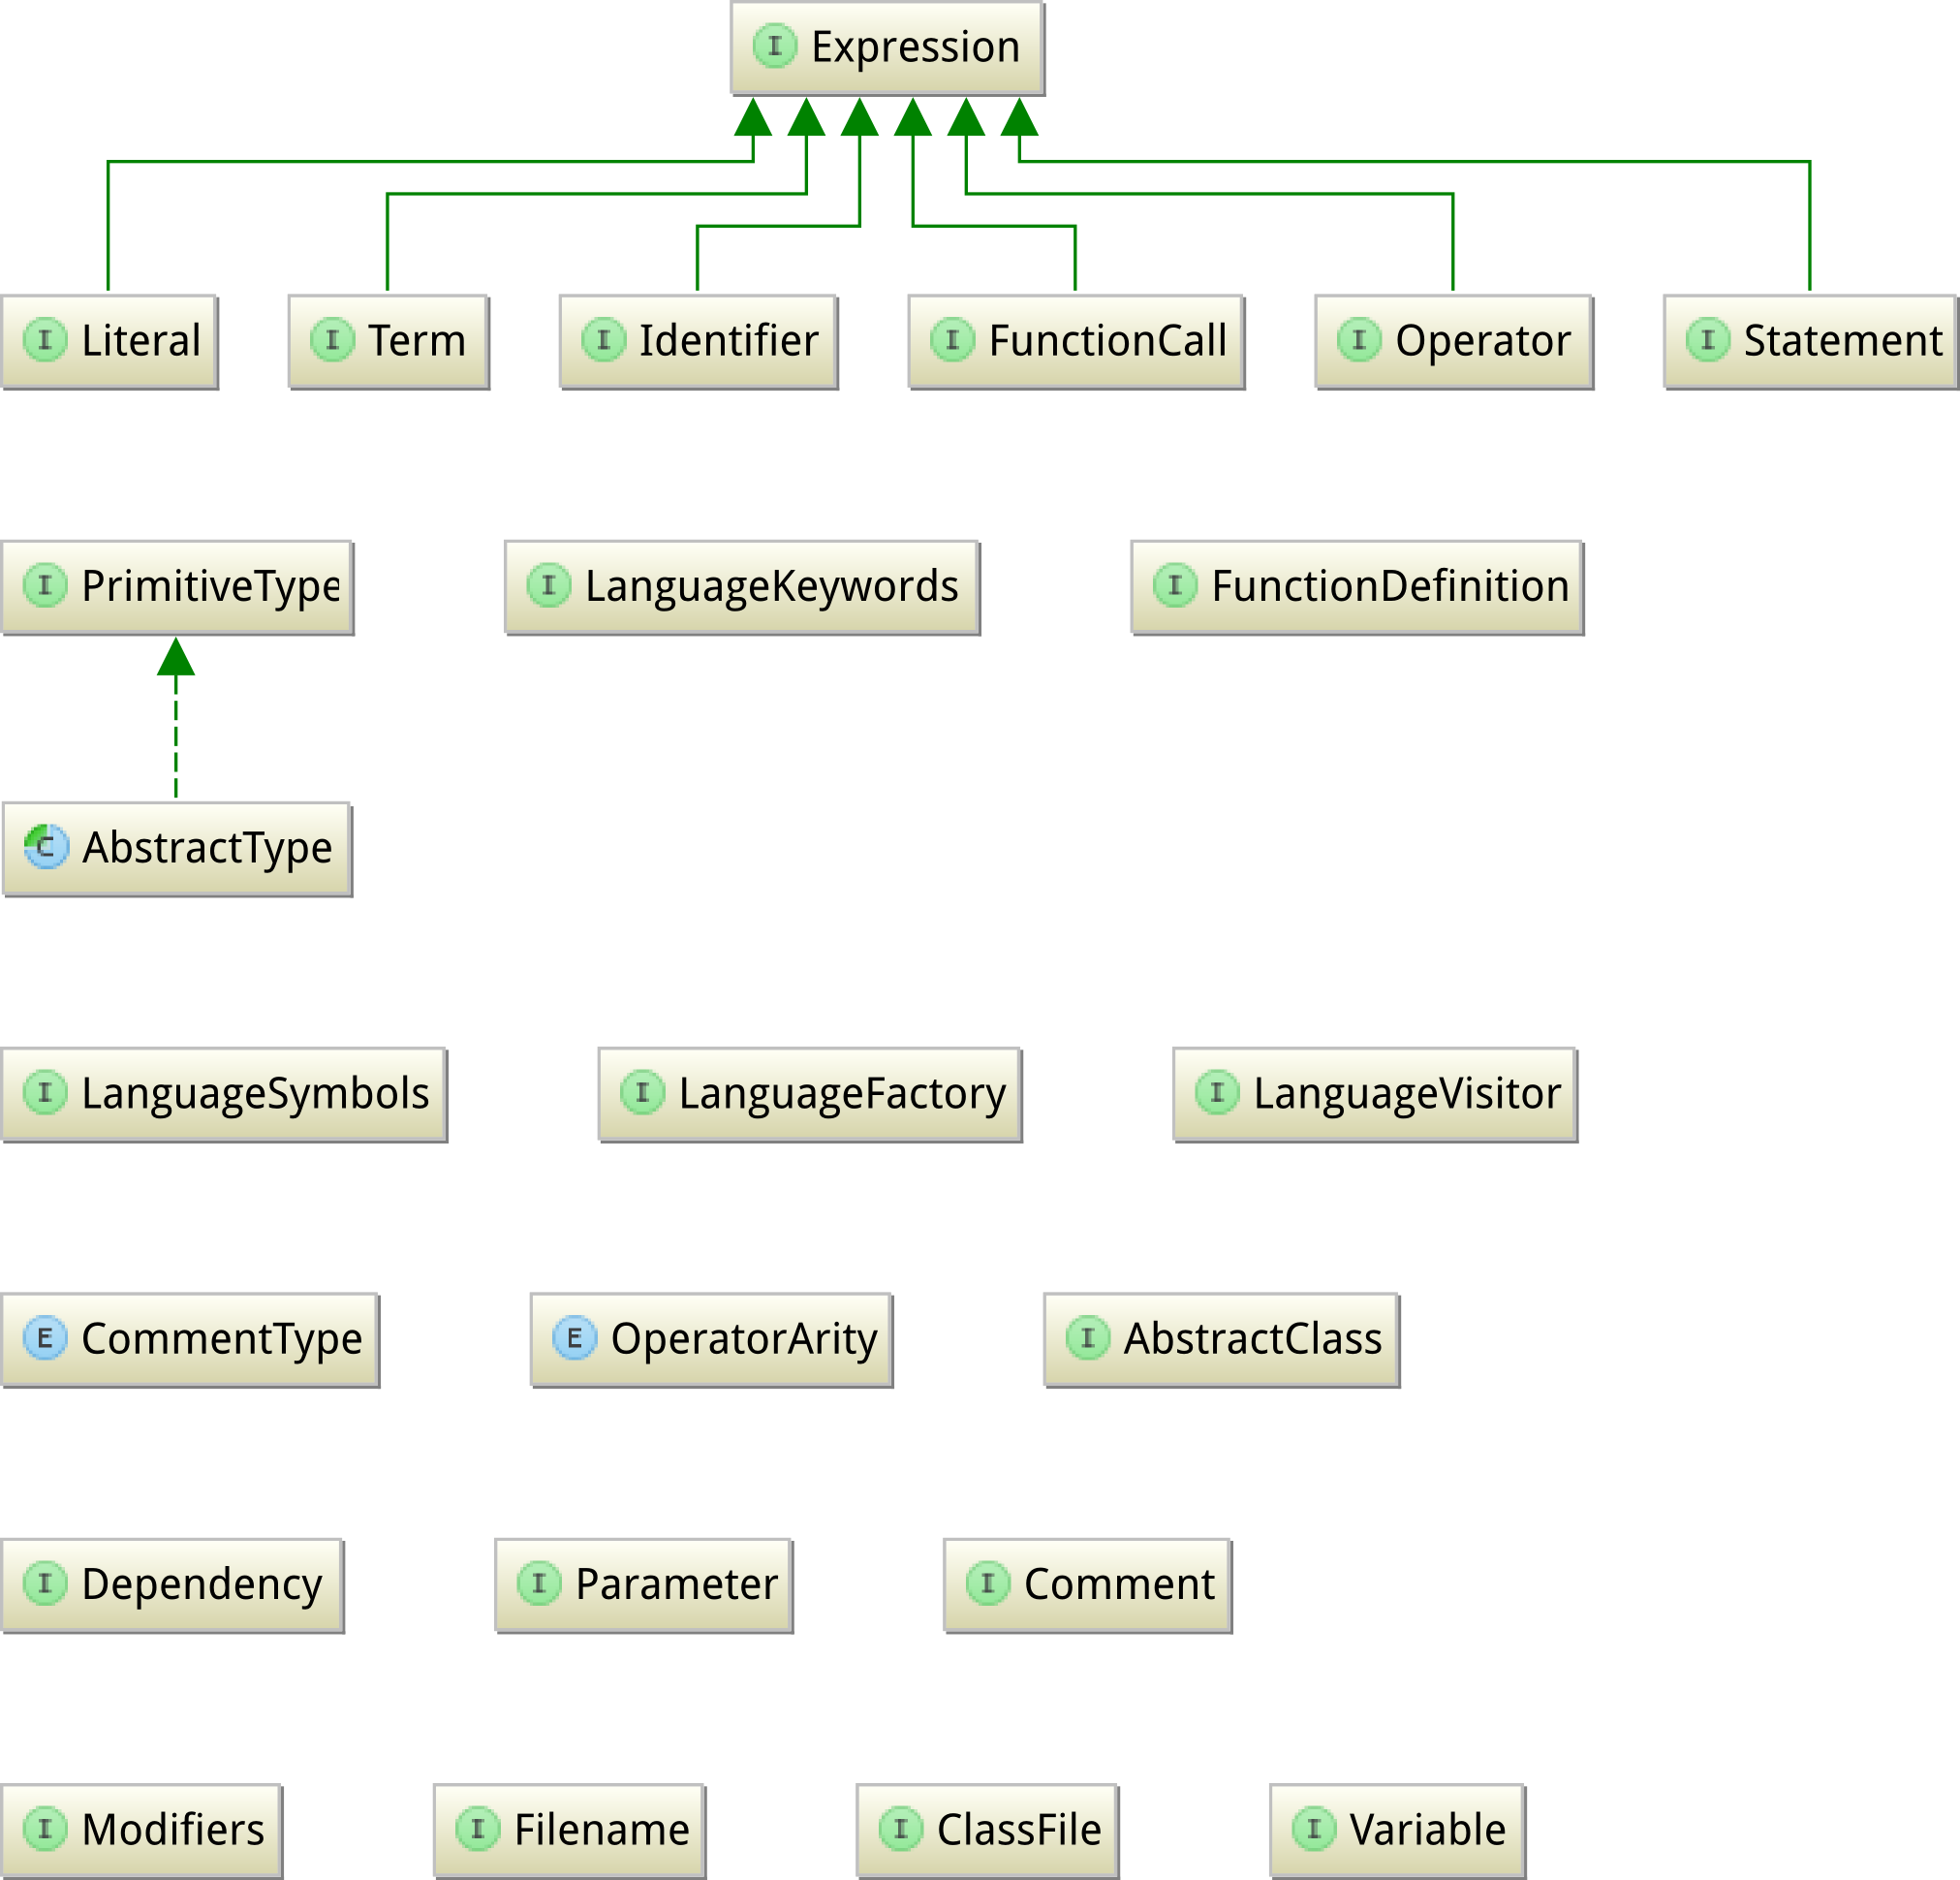 I Expression
I Literal I Term I Identifier I FunctionCall I Operator I Statement
I PrimitiveType I LanguageKeywords I FunctionDefinition
C AbstractType
I LanguageSymbols I LanguageFactory I LanguageVisitor
E CommentType E OperatorArity I AbstractClass
I Dependency I Parameter I Comment
I Modifiers I Filename I ClassFile I Variable